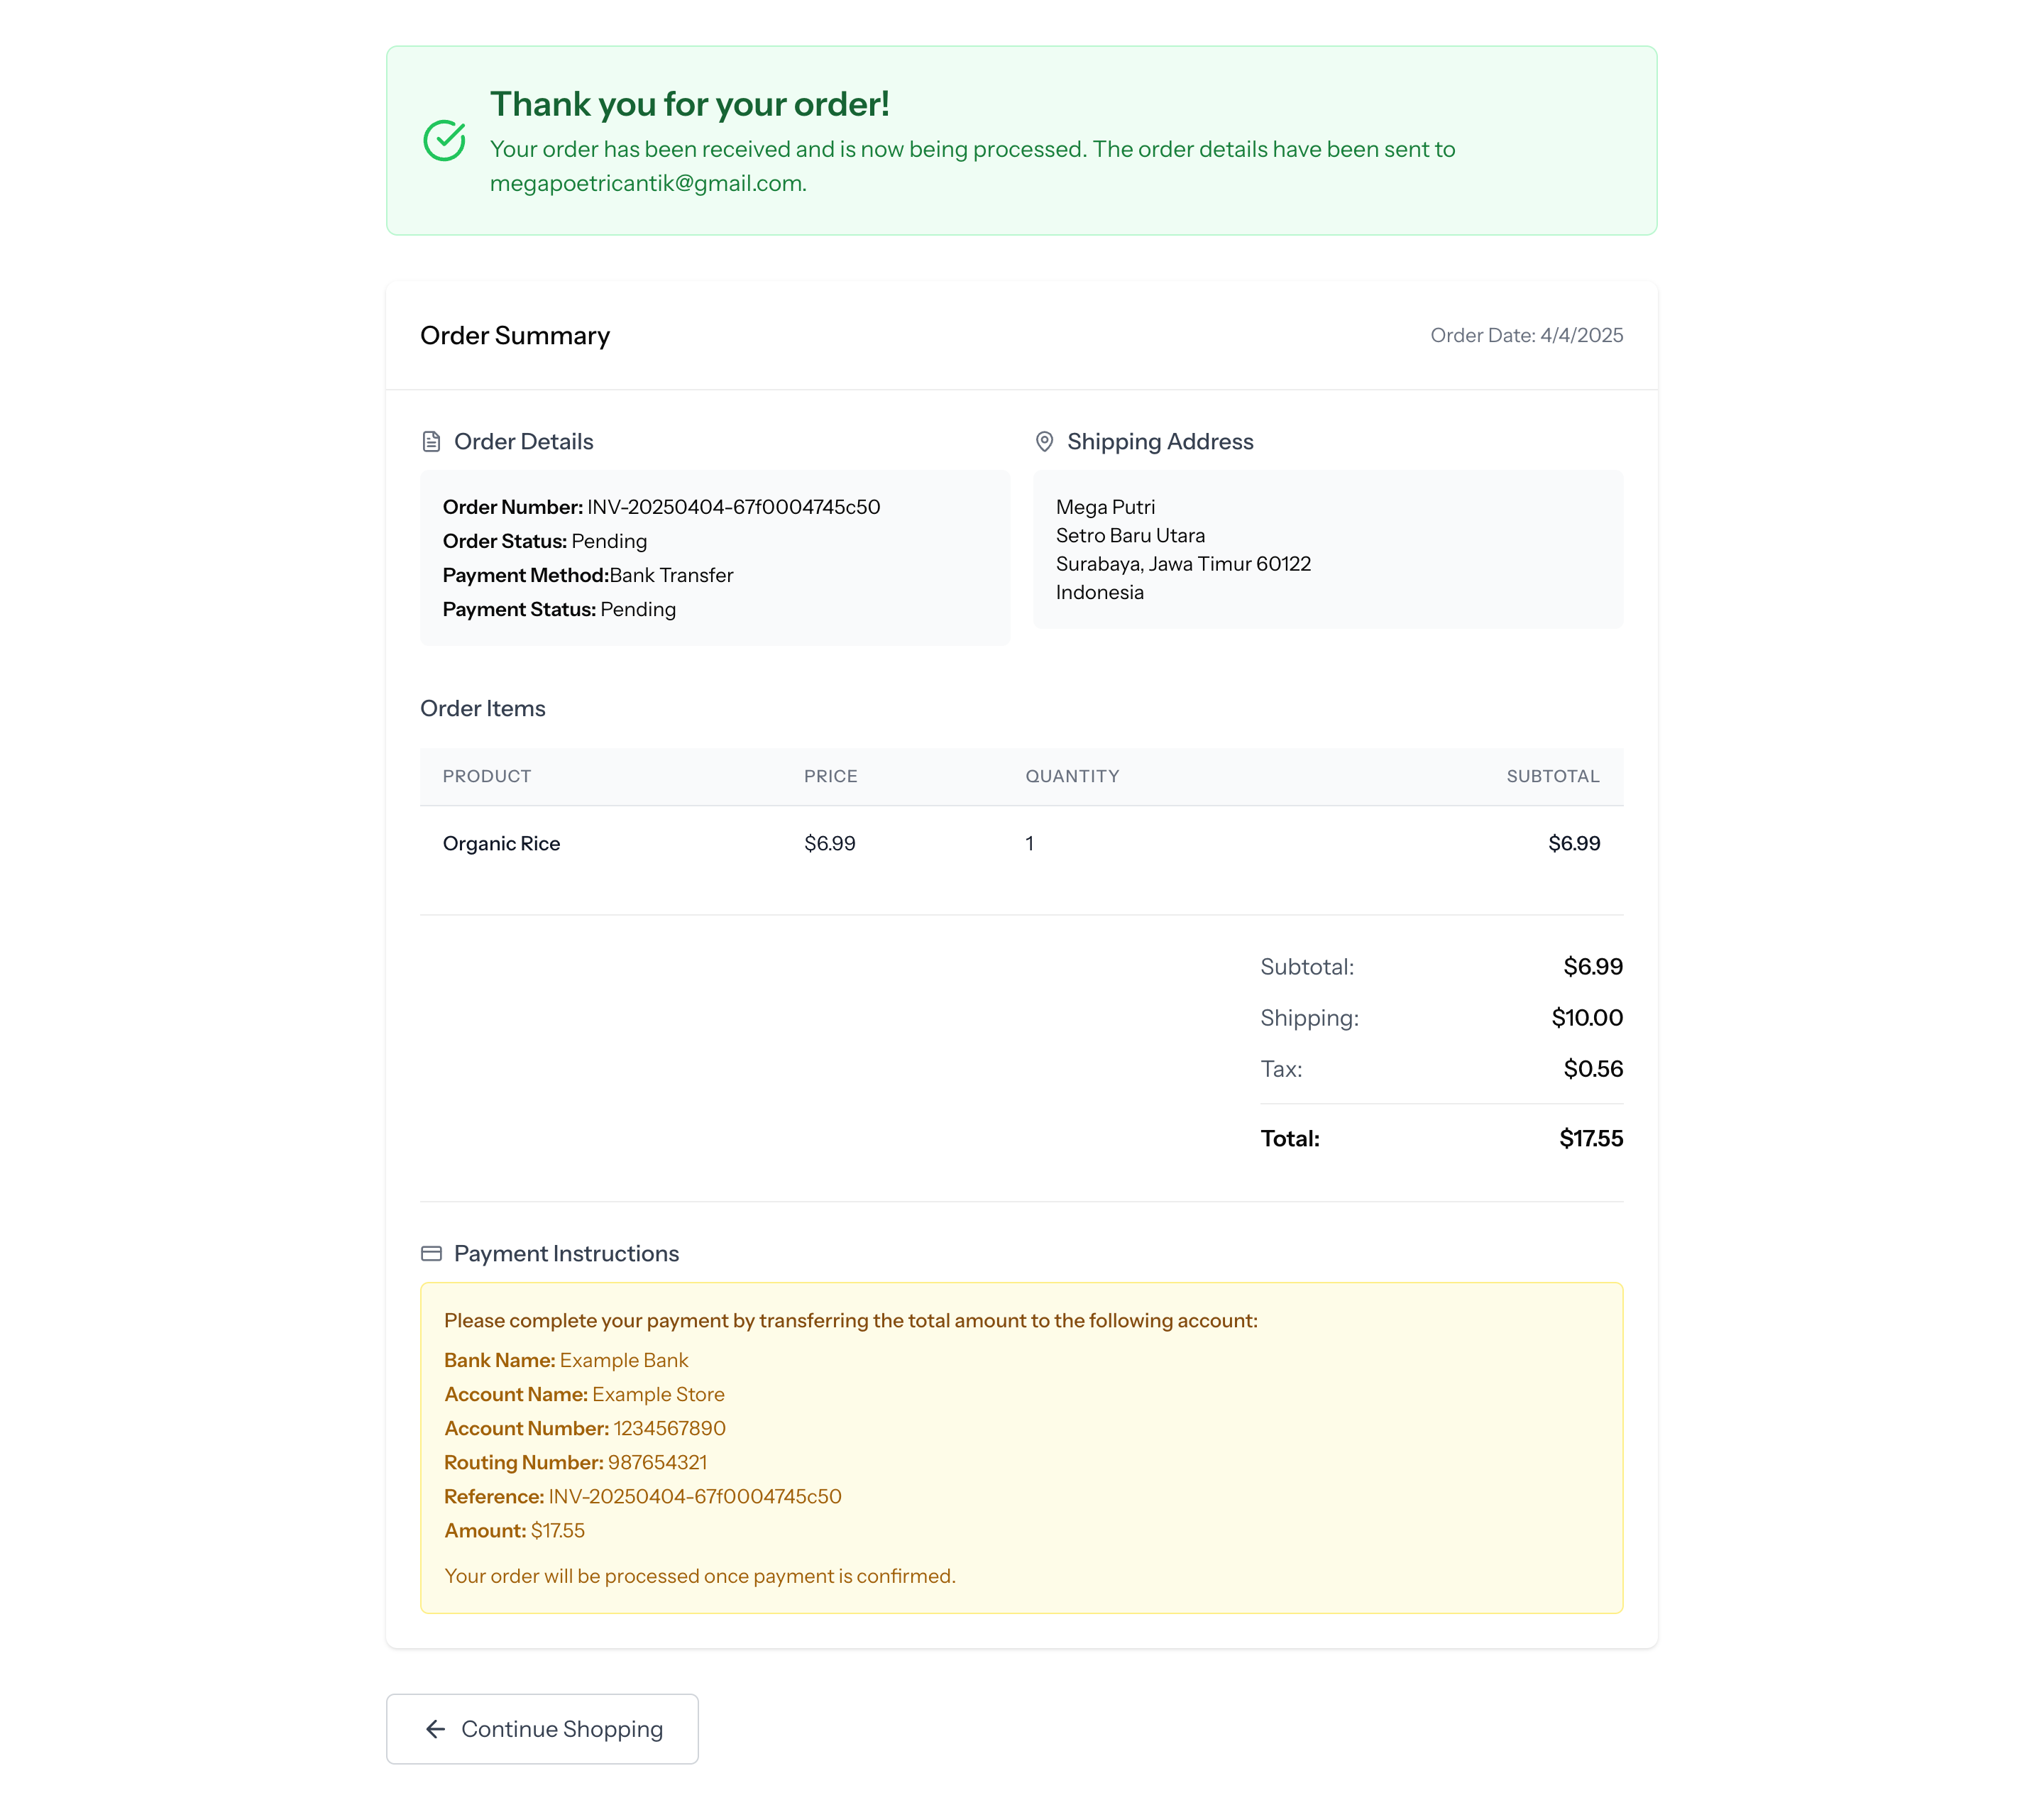 Thank you for your order!
Your order has been received and is now being processed. The order details have been sent to
megapoetricantik@gmail.com.
Order Summary
Order Date: 4/4/2025
Order Details
Order Number: INV-20250404-67f0004745c50
Order Status: Pending
Payment Method:Bank Transfer
Payment Status: Pending
Shipping Address
Mega Putri
Setro Baru Utara
Surabaya, Jawa Timur 60122
Indonesia
Order Items
PRODUCT PRICE QUANTITY SUBTOTAL
Organic Rice $6.99 1 $6.99
Subtotal: $6.99
Shipping: $10.00
Tax: $0.56
Total: $17.55
Payment Instructions
Please complete your payment by transferring the total amount to the following account:
Bank Name: Example Bank
Account Name: Example Store
Account Number: 1234567890
Routing Number: 987654321
Reference: INV-20250404-67f0004745c50
Amount: $17.55
Your order will be processed once payment is confirmed.
Continue Shopping